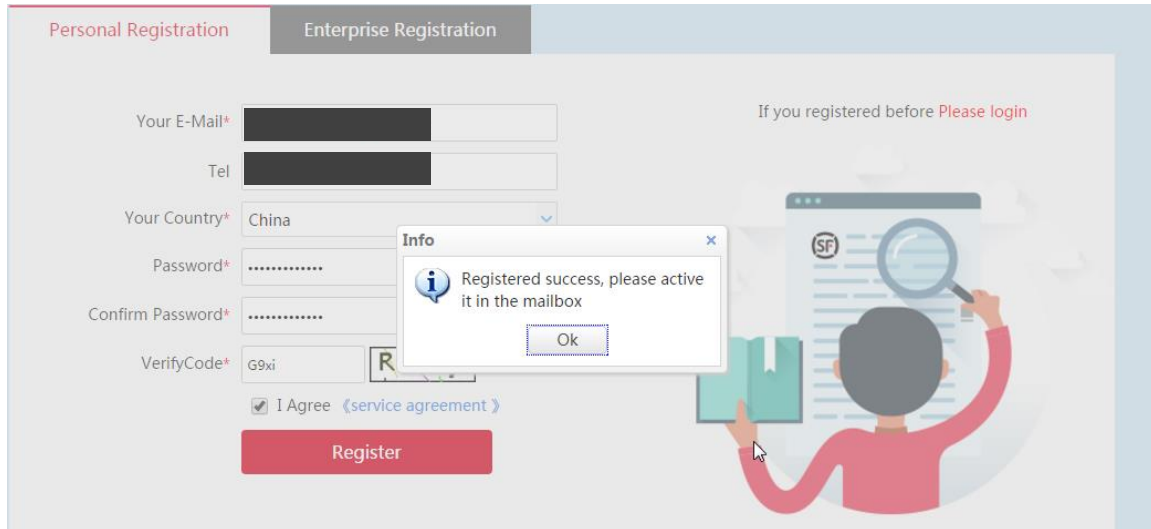 Personal Registration
Enterprise Registration
Your E-Mail*
If you registered before Please login
Tel
Your Country*
China
Info
×
SF
Password*
•••••••••••••
Registered success, please active
it in the mailbox
Confirm Password*
•••••••••••••
Ok
VerifyCode*
G9xi
R
I Agree 《service agreement 》
Register